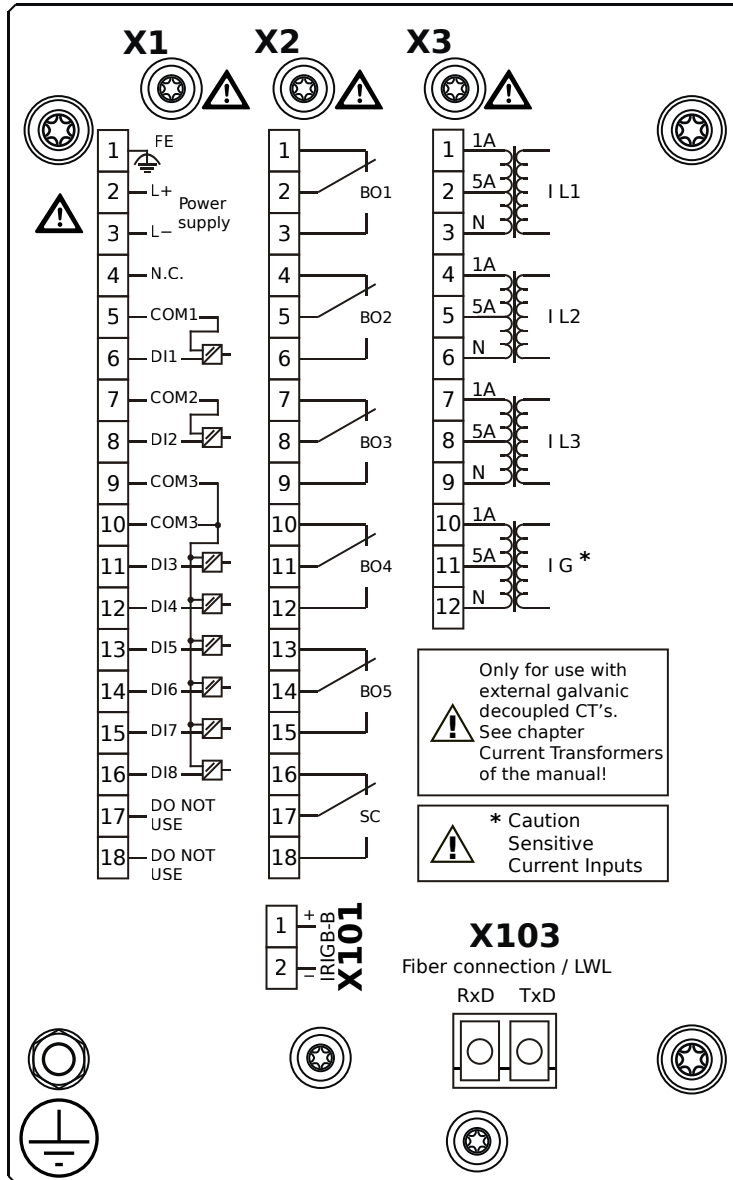 X1
X2
X3
1 FE
2 L+
3 L−
Power
supply
4 N.C.
5 COM1
6 DI1
7 COM2
8 DI2
9 COM3
10 COM3
11 DI3
12 DI4
13 DI5
14 DI6
15 DI7
16 DI8
17 DO NOT
USE
18 DO NOT
USE
1
2 BO1
3
4
5 BO2
6
7
8 BO3
9
10
11 BO4
12
13
14 BO5
15
16
17 SC
18
1 1A
2 5A I L1
3 N
4 1A
5 5A I L2
6 N
7 1A
8 5A I L3
9 N
10 1A
11 5A I G *
12 N
Only for use with
external galvanic
decoupled CT's.
See chapter
Current Transformers
of the manual!
* Caution
Sensitive
Current Inputs
1 +
2 −
IRIGB-B
X101
X103
Fiber connection / LWL
RxD TxD